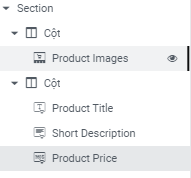 Section
Cột
Product Images
Cột
Product Title
Short Description
Product Price